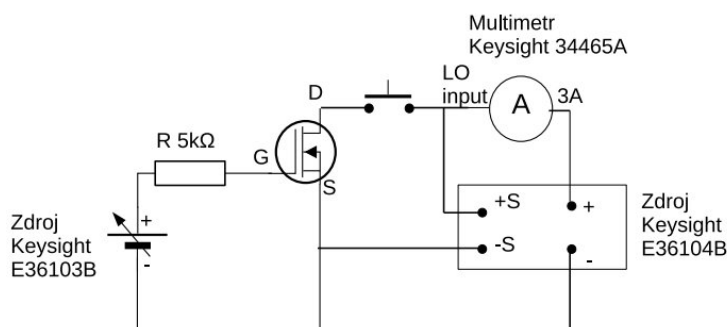 Multimetr
Keysight 34465A
LO
input
A
3A
D
R 5kΩ
G
S
+S
-S
+
-
Zdroj
Keysight
E36104B
Zdroj
Keysight
E36103B
+
-